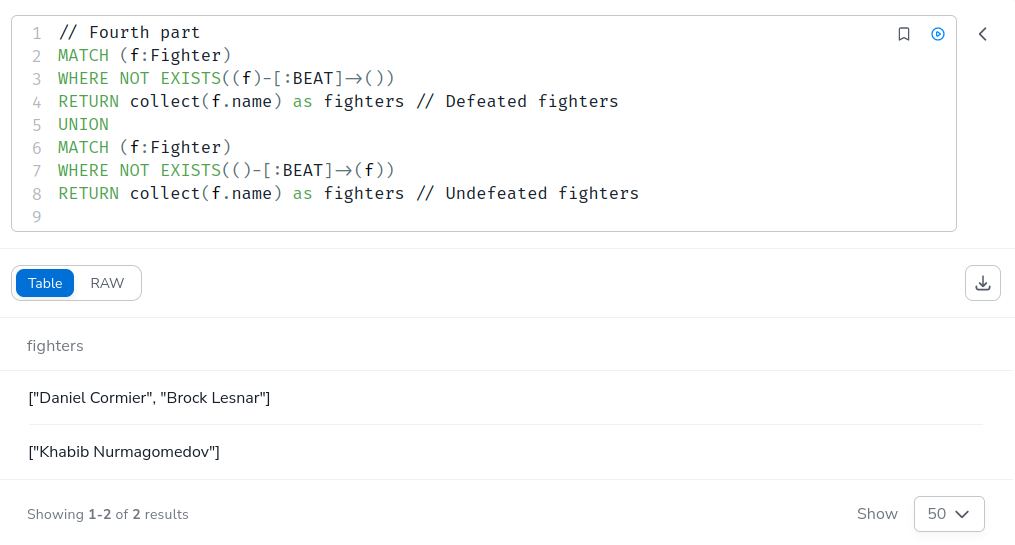 1 // Fourth part
2 MATCH (f:Fighter)
3 WHERE NOT EXISTS((f)-[:BEAT]->())
4 RETURN collect(f.name) as fighters // Defeated fighters
5 UNION
6 MATCH (f:Fighter)
7 WHERE NOT EXISTS(()-[:BEAT]->(f))
8 RETURN collect(f.name) as fighters // Undefeated fighters
9
Table RAW
fighters
["Daniel Cormier", "Brock Lesnar"]
["Khabib Nurmagomedov"]
Showing 1-2 of 2 results Show 50